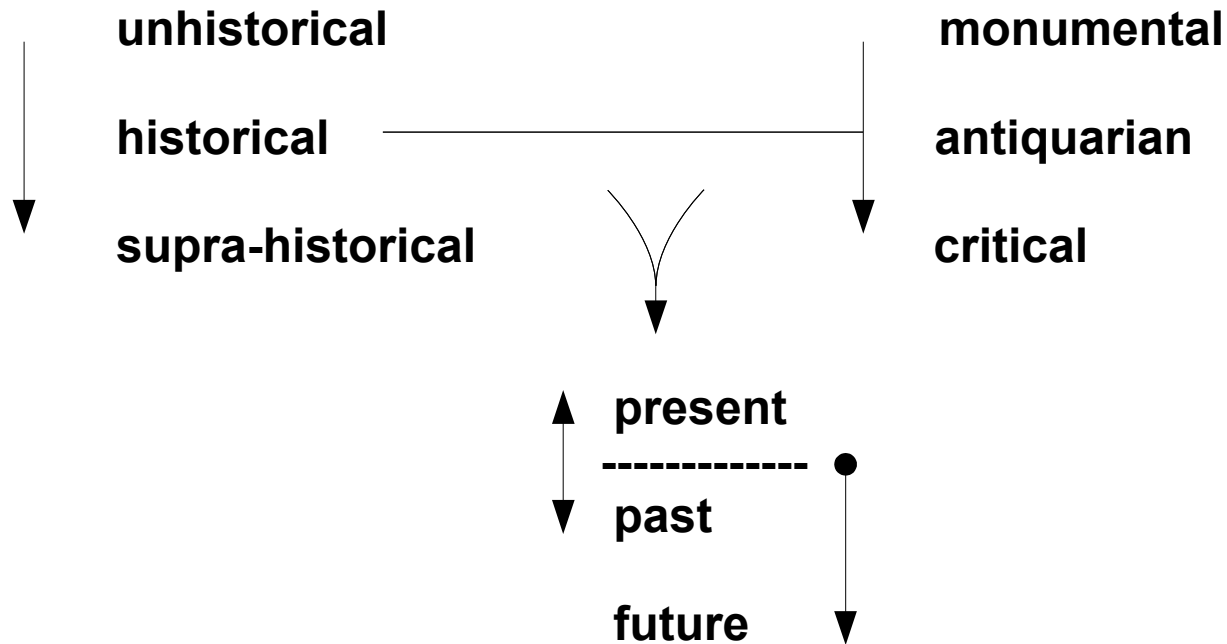 unhistorical monumental
historical antiquarian
supra-historical critical
present
-------------
past
future